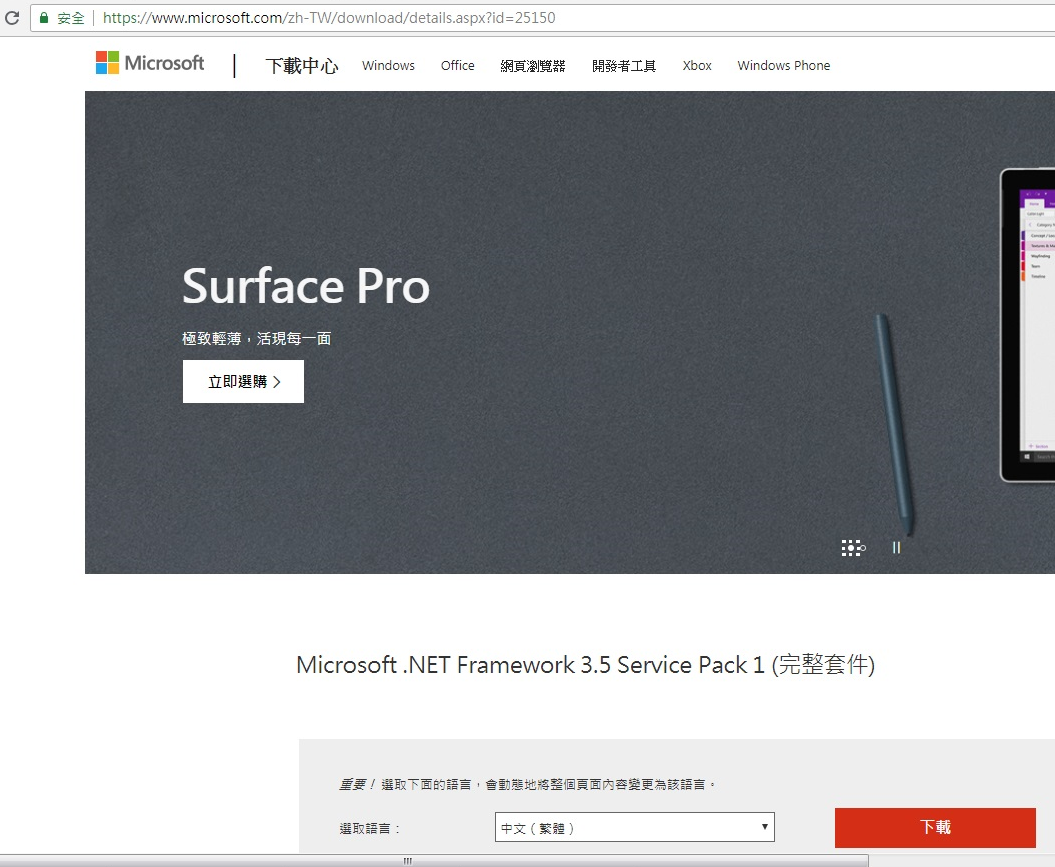 安全 | https://www.microsoft.com/zh-TW/download/details.aspx?id=25150
Microsoft | 下載中心 Windows Office 網頁瀏覽器 開發者工具 Xbox Windows Phone
Surface Pro
極致輕薄，活現每一面
立即選購
Microsoft .NET Framework 3.5 Service Pack 1 (完整套件)
重要！選取下面的語言，會動態地將整個頁面內容變更為該語言。
選取語言： 中文（繁體） 下載